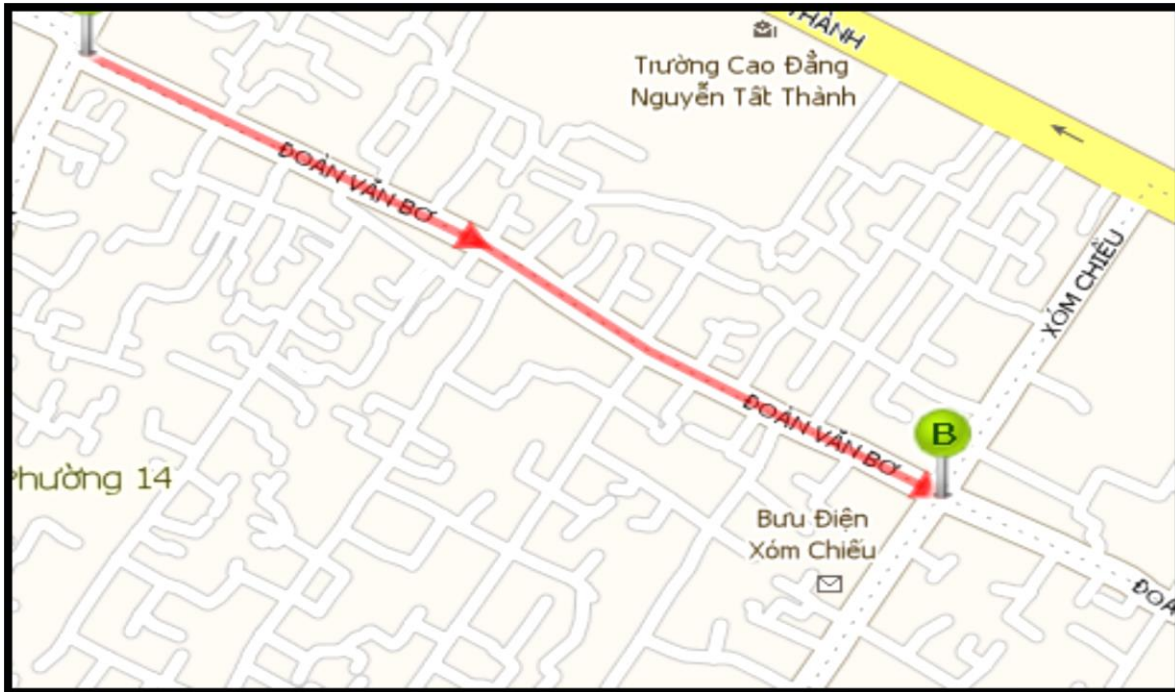 THÀNH
Trường Cao Đẳng
Nguyễn Tất Thành
ĐOÀN VĂN BƠ
XÓM CHIẾU
ĐOÀN VĂN BƠ
B
Phường 14
Bưu Điện
Xóm Chiếu
ĐOÀ